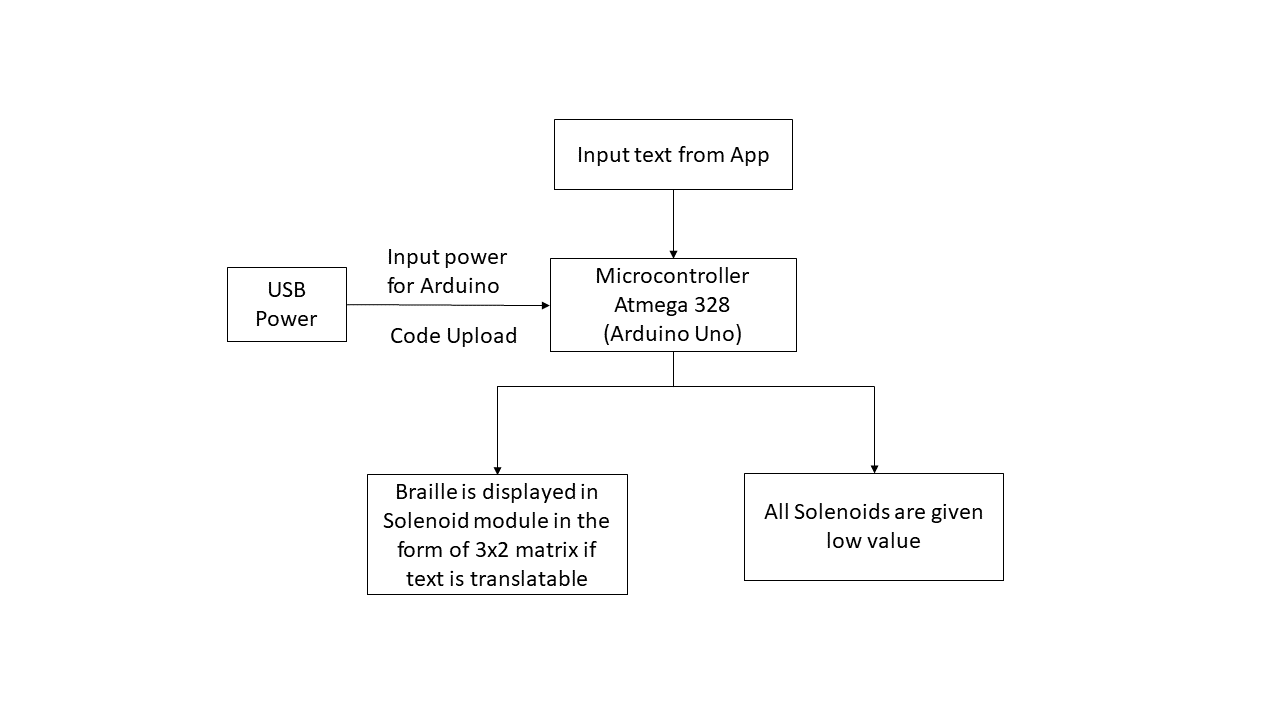 Input text from App
Input power
for Arduino
USB
Power
Code Upload
Microcontroller
Atmega 328
(Arduino Uno)
Braille is displayed in
Solenoid module in the
form of 3x2 matrix if
text is translatable
All Solenoids are given
low value